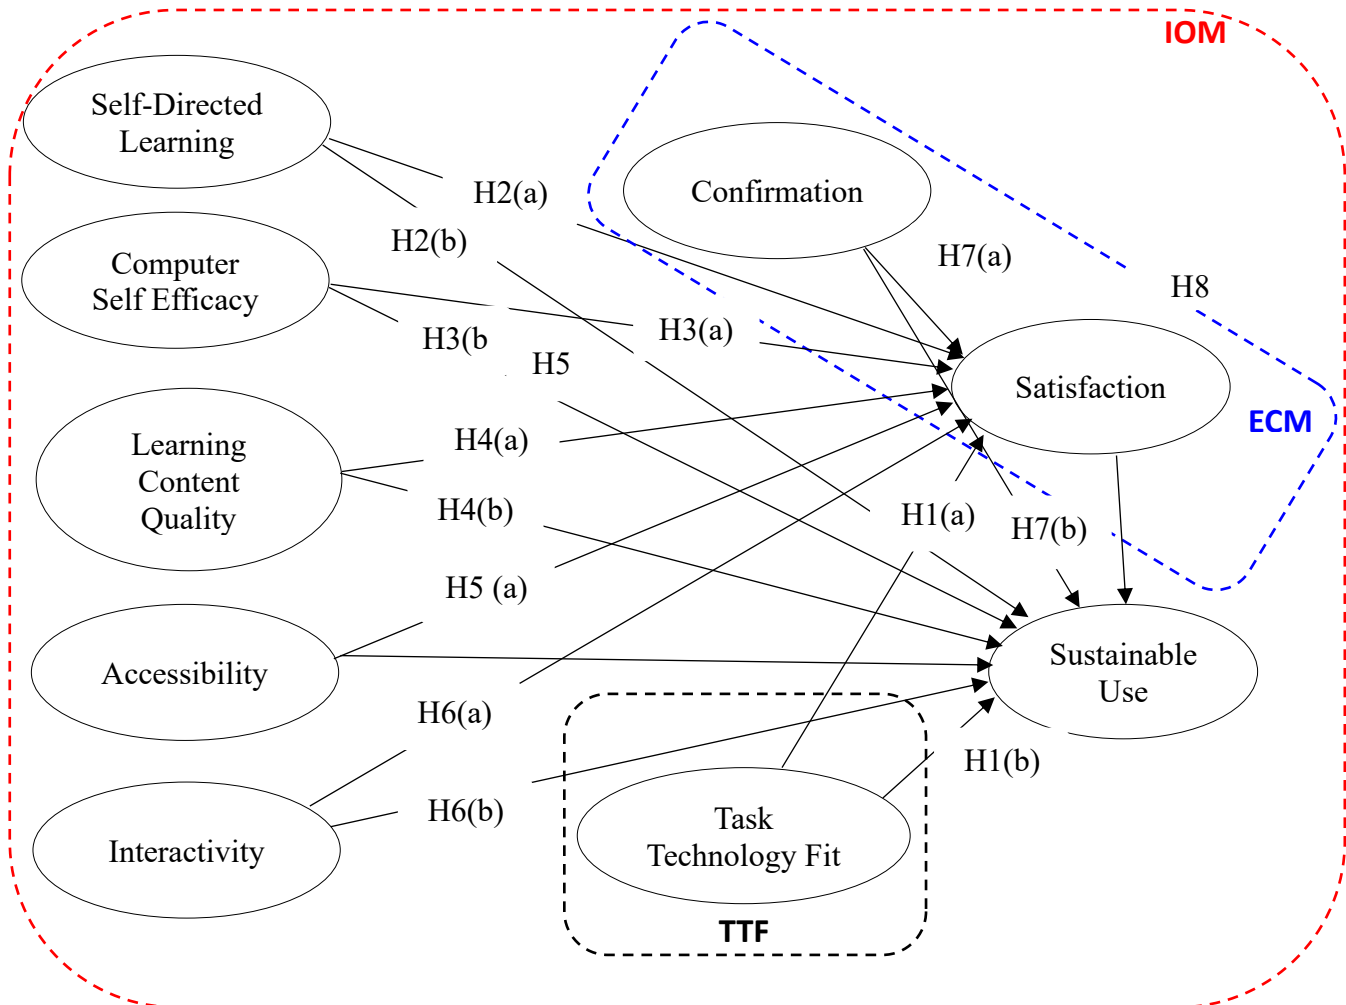 IOM
Self-Directed
Learning
H2(a)
Confirmation
H2(b)
H7(a)
Computer
Self Efficacy
H8
H3(a)
H3(b
H5
Satisfaction
ECM
Learning
Content
Quality
H4(a)
H4(b)
H1(a)
H7(b)
H5 (a)
Accessibility
Sustainable
Use
H6(a)
H1(b)
H6(b)
Interactivity
Task
Technology Fit
TTF